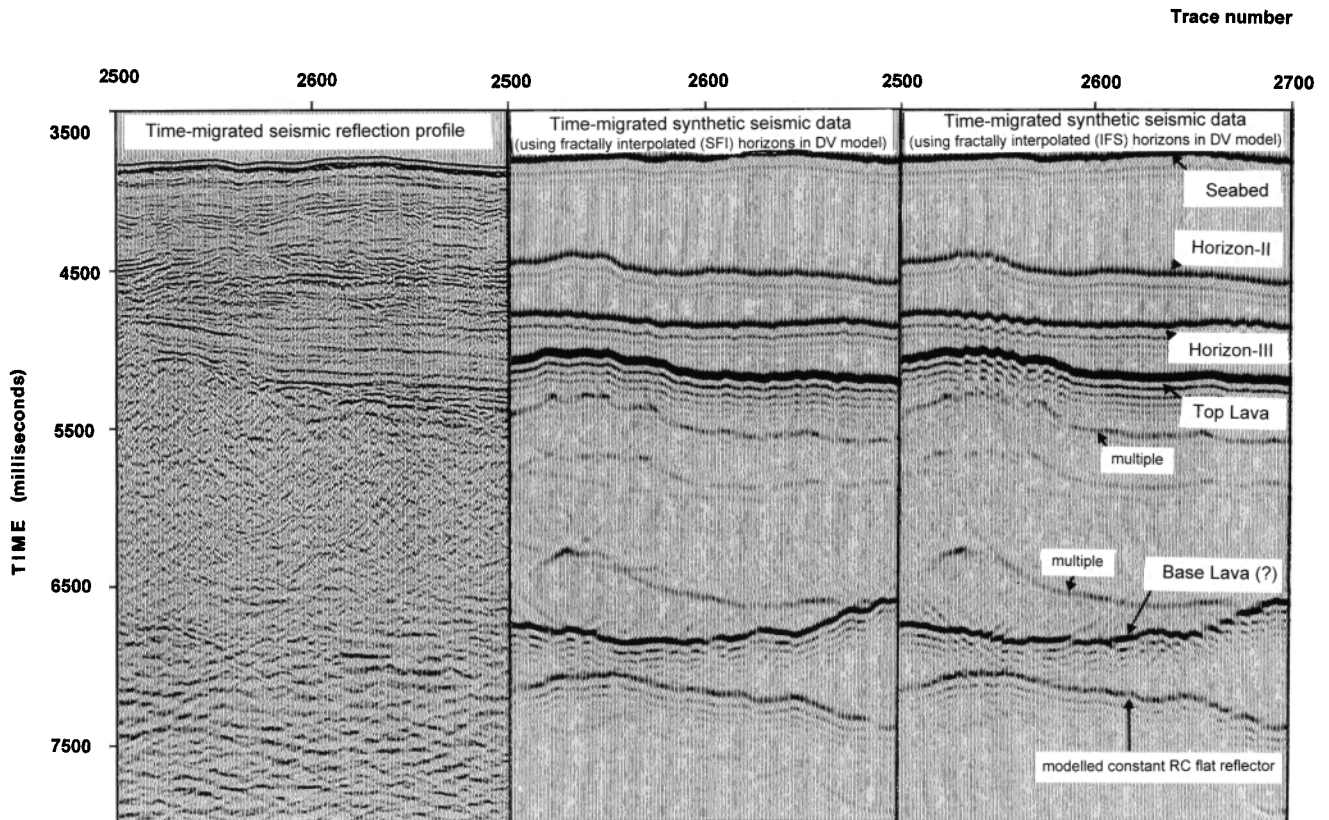 Trace number
2500 2600 2500 2600 2500 2600 2700
Time-migrated seismic reflection profile
Time-migrated synthetic seismic data
(using fractally interpolated (SFI) horizons in DV model)
Time-migrated synthetic seismic data
(using fractally interpolated (IFS) horizons in DV model)
3500
Seabed
Horizon-II
4500
Horizon-III
Top Lava
5500
multiple
TIME (milliseconds)
multiple
Base Lava (?)
6500
7500
modelled constant RC flat reflector